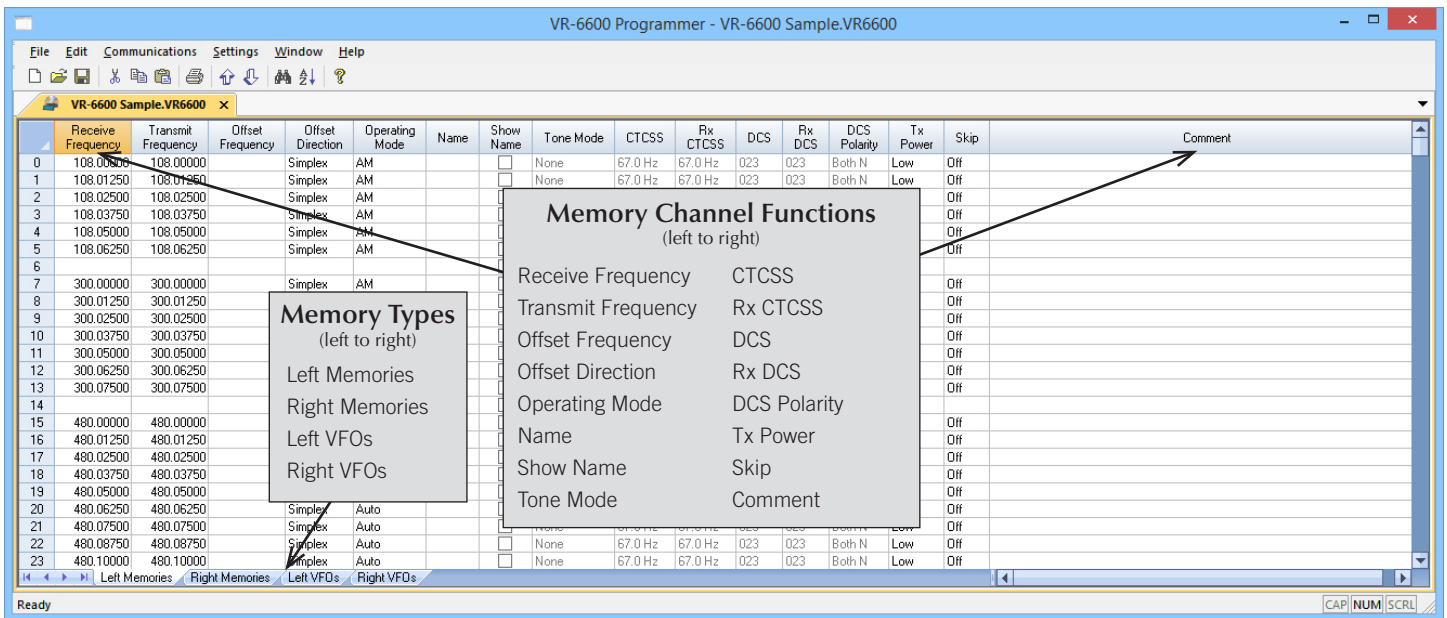 VR-6600 Programmer - VR-6600 Sample.VR6600
File Edit Communications Settings Window Help
VR-6600 Sample.VR6600 X
Receive Frequency Transmit Frequency Offset Frequency Offset Direction Operating Mode Name Show Name Tone Mode CTCSS Rx CTCSS DCS Rx DCS DCS Polarity Tx Power Skip Comment
0 108.00000 108.00000 Simplex AM None 67.0 Hz 67.0 Hz 023 023 Both N Low Off
1 108.01250 108.01250 Simplex AM None 67.0 Hz 67.0 Hz 023 023 Both N Low Off
2 108.02500 108.02500 Simplex AM Off
3 108.03750 108.03750 Simplex AM Off
4 108.05000 108.05000 Simplex AM Off
5 108.06250 108.06250 Simplex AM Off
6
7 300.00000 300.00000 Simplex AM Off
8 300.01250 300.01250 Off
9 300.02500 300.02500 Off
10 300.03750 300.03750 Off
11 300.05000 300.05000 Off
12 300.06250 300.06250 Off
13 300.07500 300.07500 Off
14
15 480.00000 480.00000 Off
16 480.01250 480.01250 Off
17 480.02500 480.02500 Off
18 480.03750 480.03750 Off
19 480.05000 480.05000 Off
20 480.06250 480.06250 Simplex Auto Off
21 480.07500 480.07500 Simplex Auto None 67.0 Hz 67.0 Hz 023 023 Both N Low Off
22 480.08750 480.08750 Simplex Auto None 67.0 Hz 67.0 Hz 023 023 Both N Low Off
23 480.10000 480.10000 Simplex Auto None 67.0 Hz 67.0 Hz 023 023 Both N Low Off
Memory Types
(left to right)
Left Memories
Right Memories
Left VFOs
Right VFOs
Memory Channel Functions
(left to right)
Receive Frequency CTCSS
Transmit Frequency Rx CTCSS
Offset Frequency DCS
Offset Direction Rx DCS
Operating Mode DCS Polarity
Name Tx Power
Show Name Skip
Tone Mode Comment
Left Memories Right Memories Left VFOs Right VFOs
Ready CAP NUM SCRL